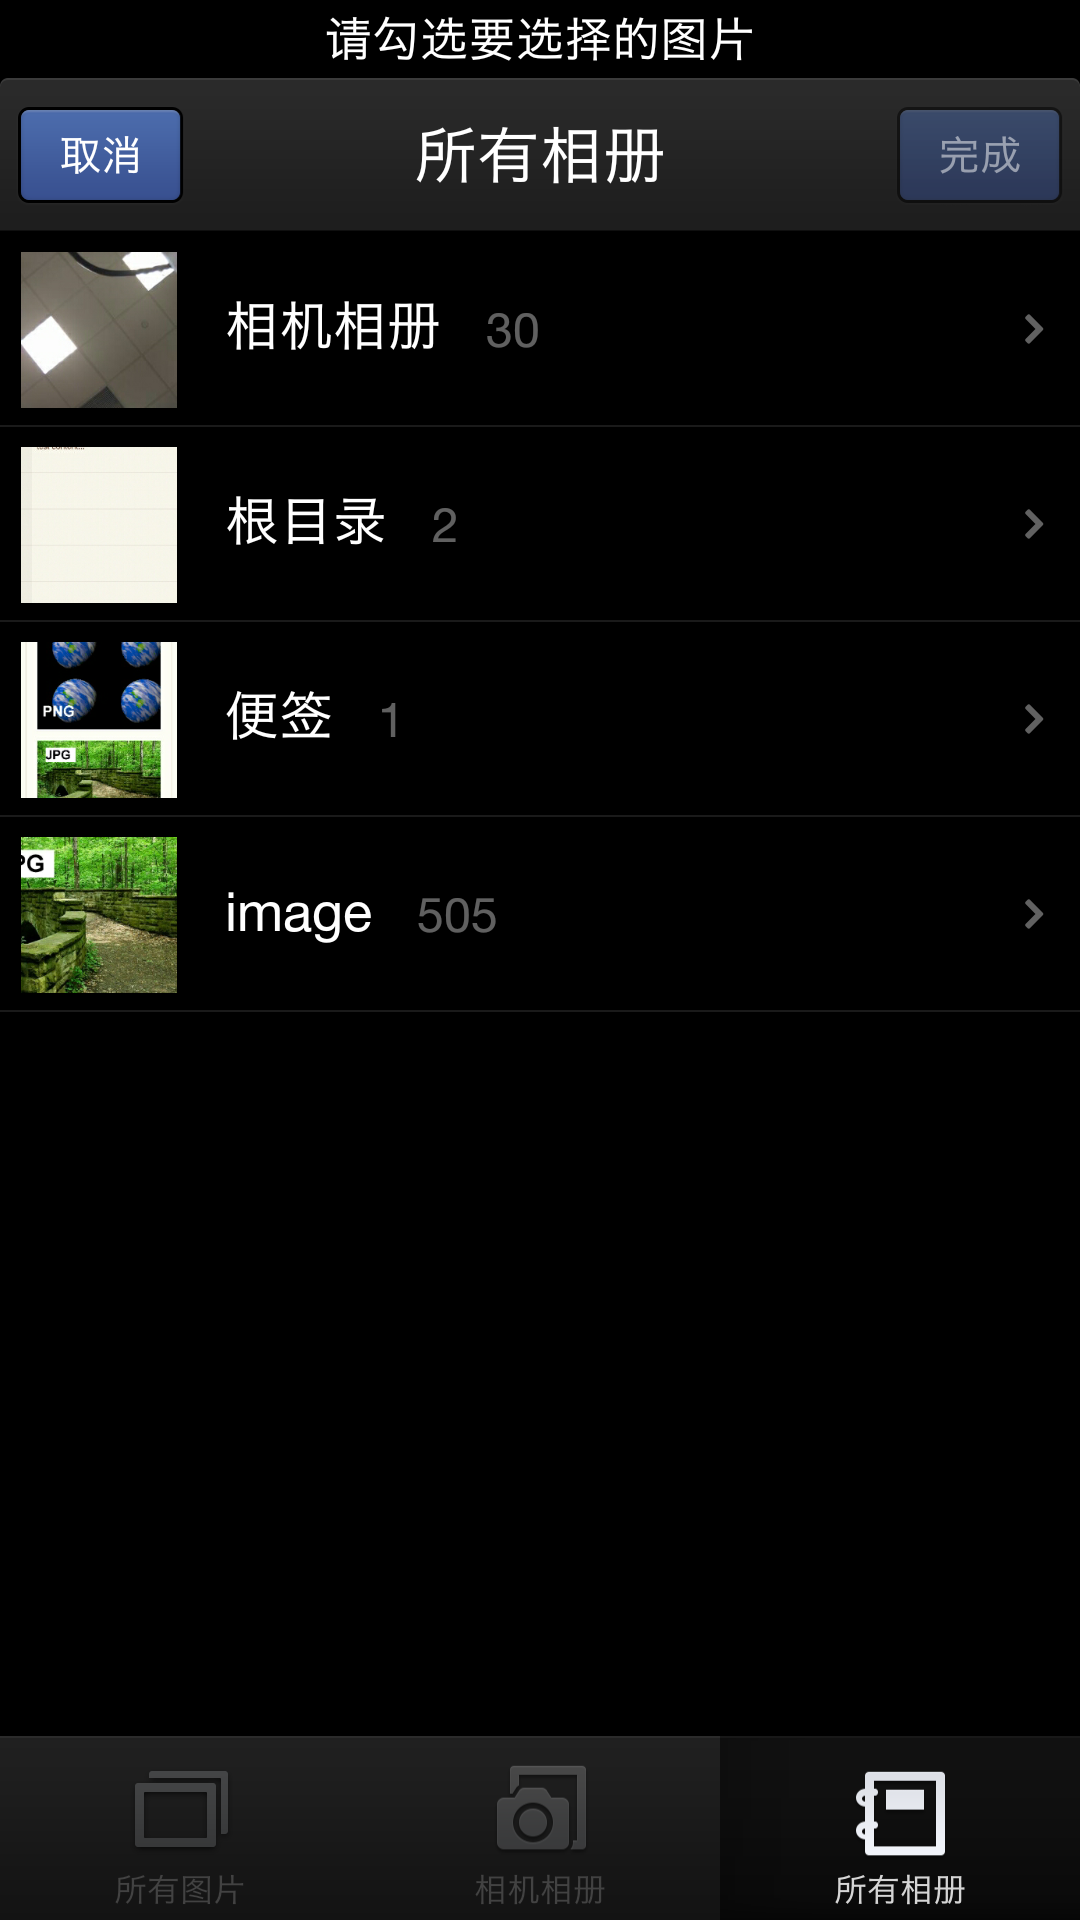 请勾选要选择的图片
取消
所有相册
完成
相机相册 30
根目录 2
便签 1
PNG
JPG
PG
image 505
所有图片
相机相册
所有相册